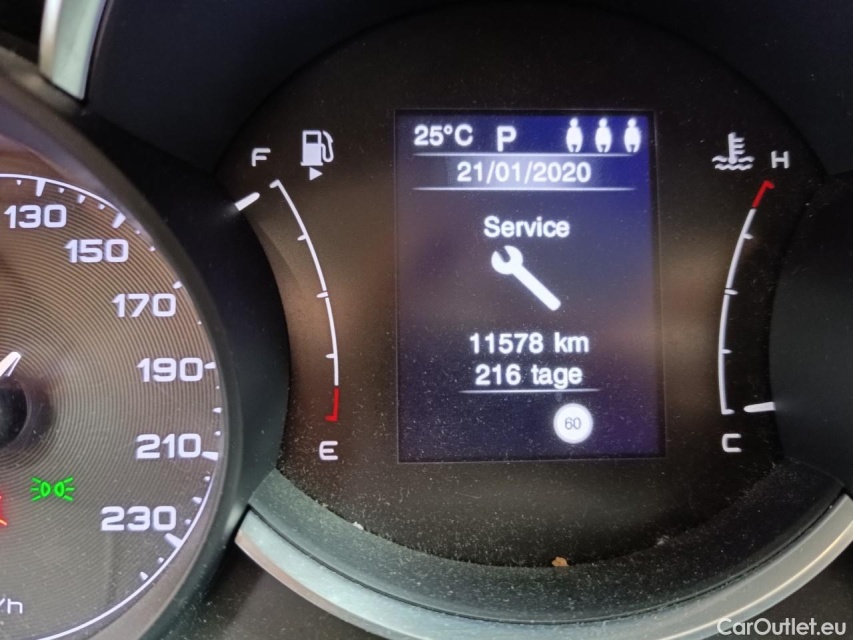 25°C P
21/01/2020
Service
11578 km
216 tage
60
F
E
H
C
130
150
170
190
210
230
CarOutlet.eu